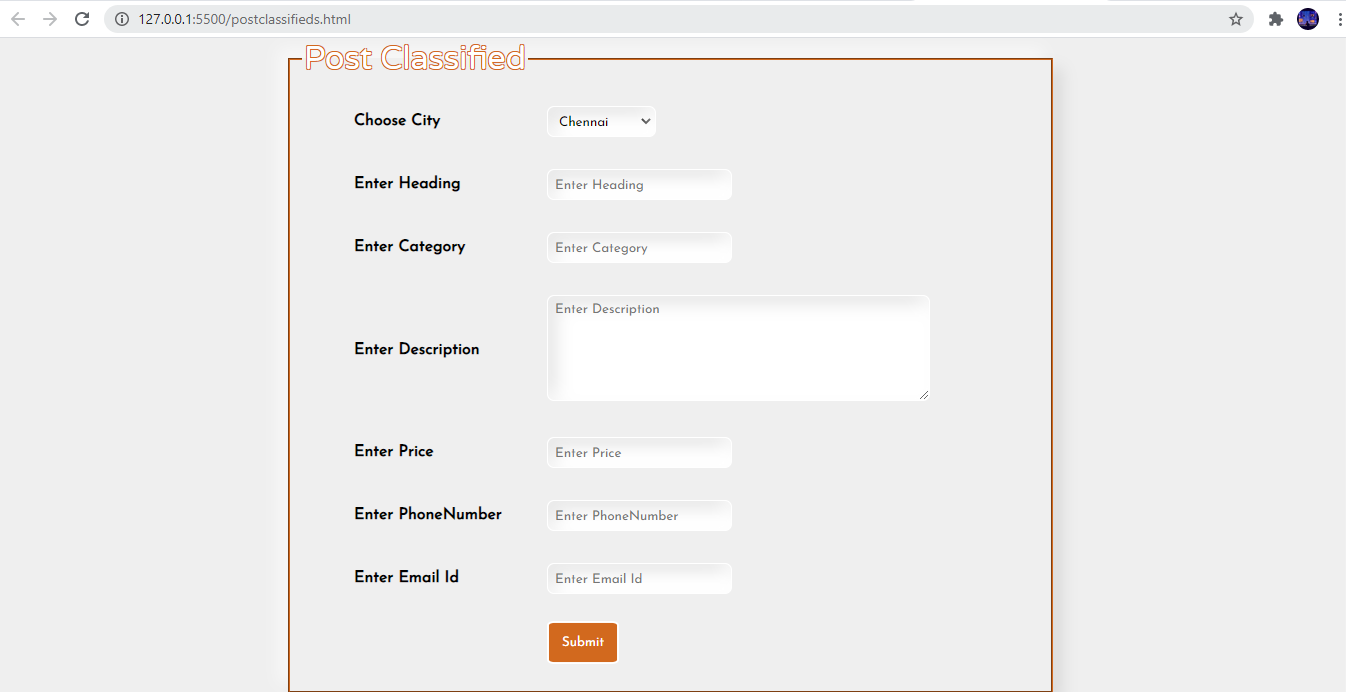 127.0.0.1:5500/postclassifieds.html
Post Classified
Choose City Chennai
Enter Heading Enter Heading
Enter Category Enter Category
Enter Description Enter Description
Enter Price Enter Price
Enter PhoneNumber Enter PhoneNumber
Enter Email Id Enter Email Id
Submit